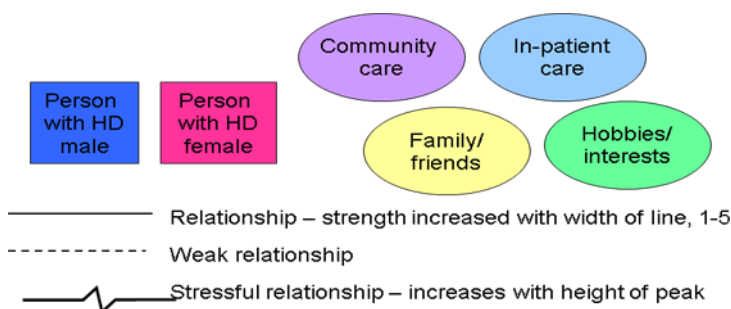 Community
care
In-patient
care
Person
with HD
male
Person
with HD
female
Family/
friends
Hobbies/
interests
Relationship – strength increased with width of line, 1-5
Weak relationship
Stressful relationship – increases with height of peak